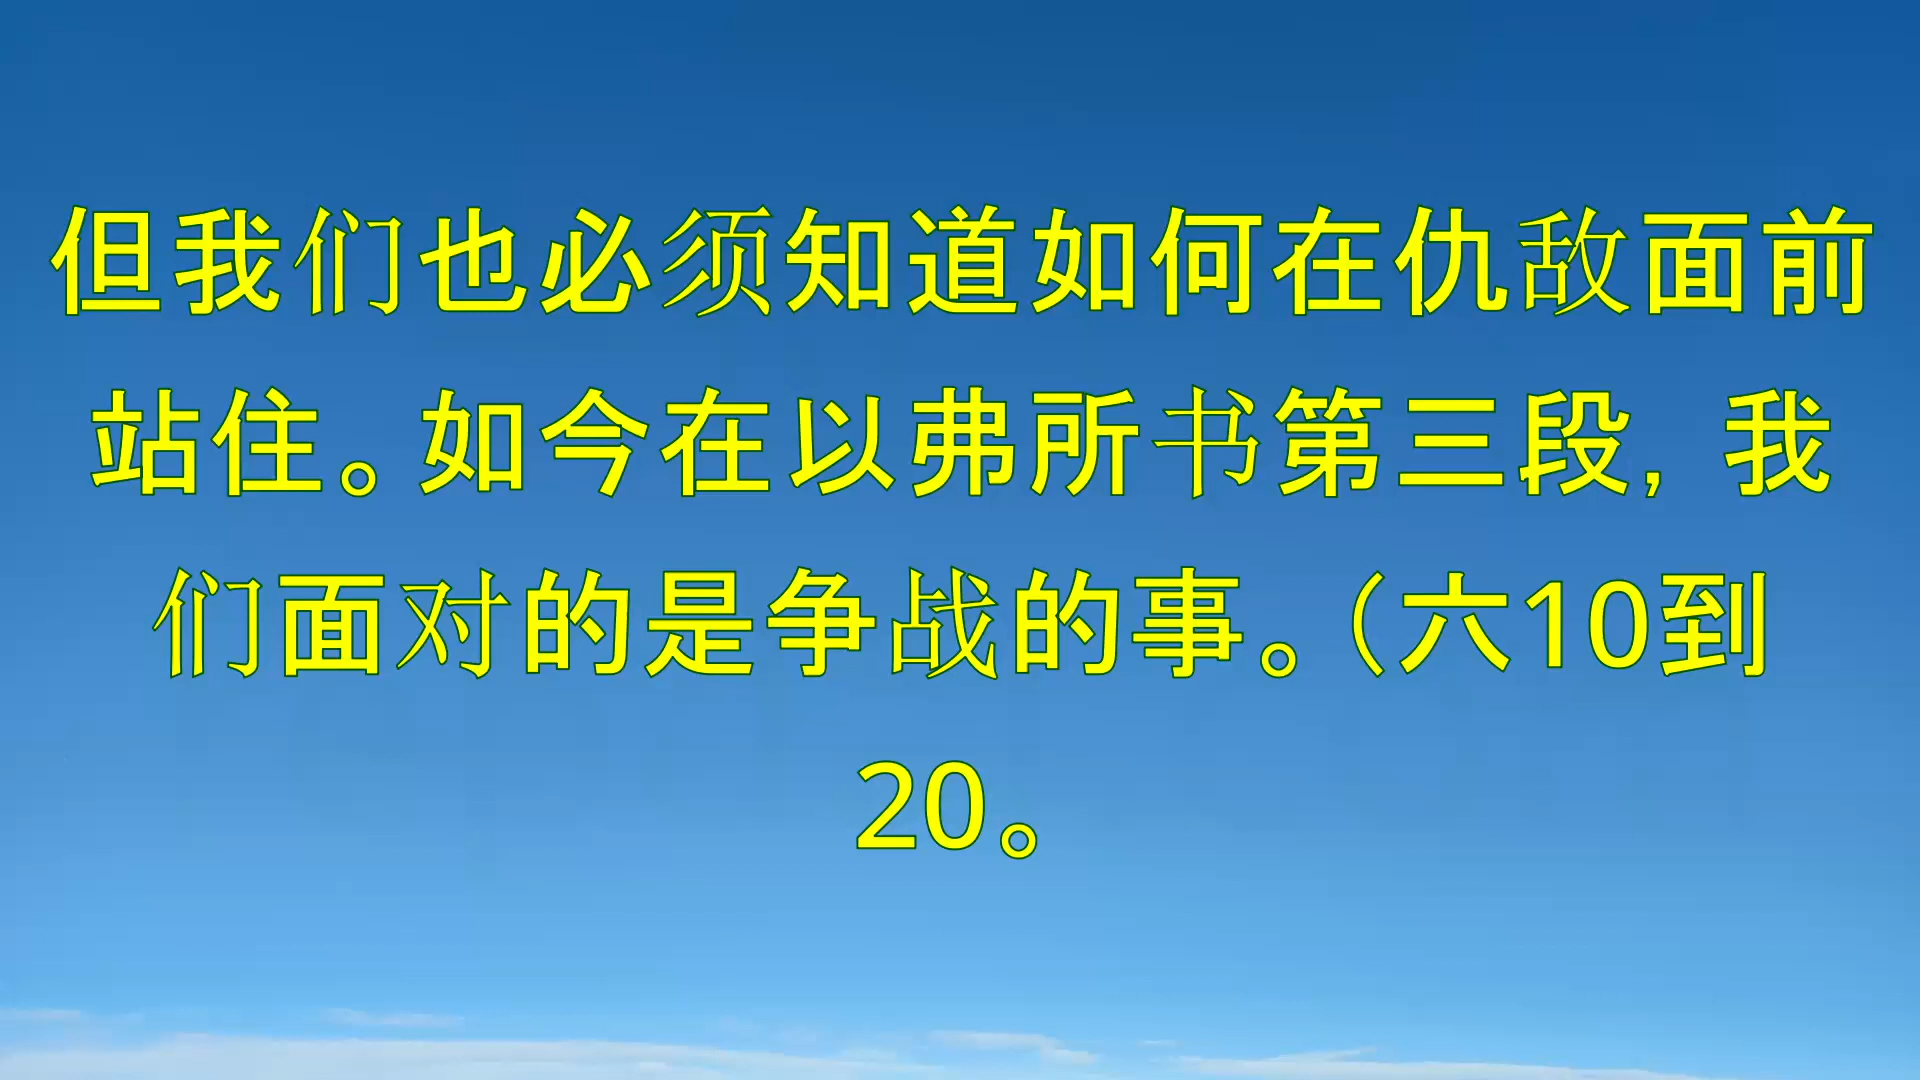 但我们也必须知道如何在仇敌面前
站住。如今在以弗所书第三段，我
们面对的是争战的事。（六10到
20。